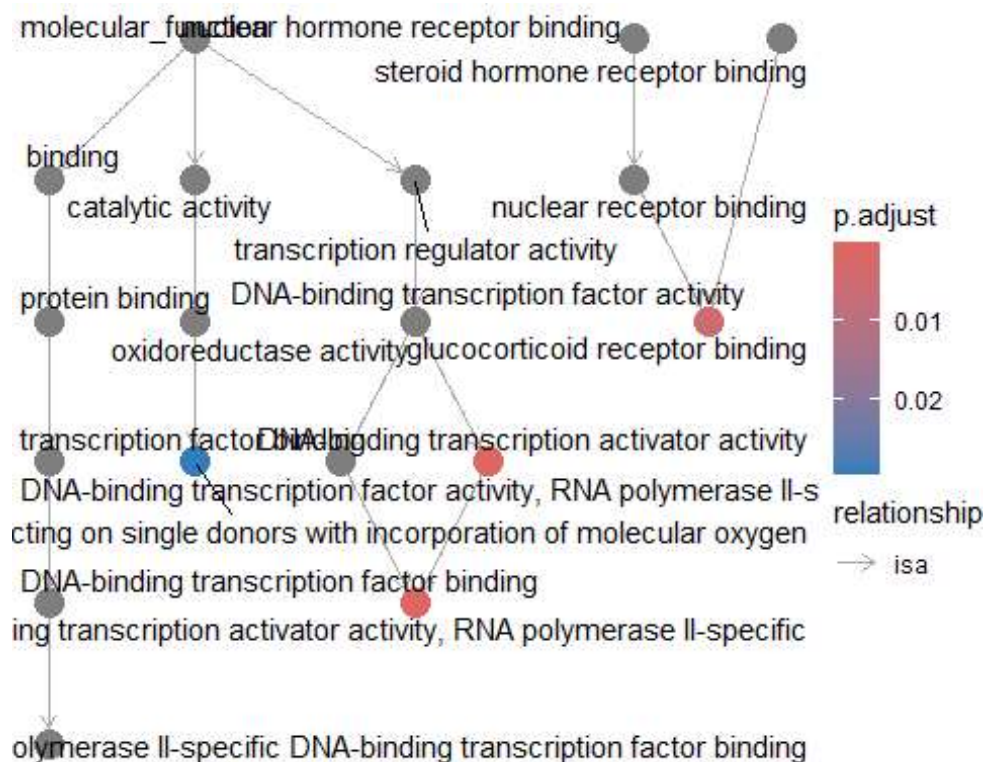 molecular_function
nuclear hormone receptor binding
steroid hormone receptor binding
binding
catalytic activity
nuclear receptor binding
transcription regulator activity
protein binding
DNA-binding transcription factor activity
oxidoreductase activity
glucocorticoid receptor binding
transcription factor binding
DNA-binding transcription activator activity
DNA-binding transcription factor activity, RNA polymerase II-s
cting on single donors with incorporation of molecular oxygen
DNA-binding transcription factor binding
ing transcription activator activity, RNA polymerase II-specific
olymerase II-specific DNA-binding transcription factor binding
p.adjust
0.01
0.02
relationship
isa